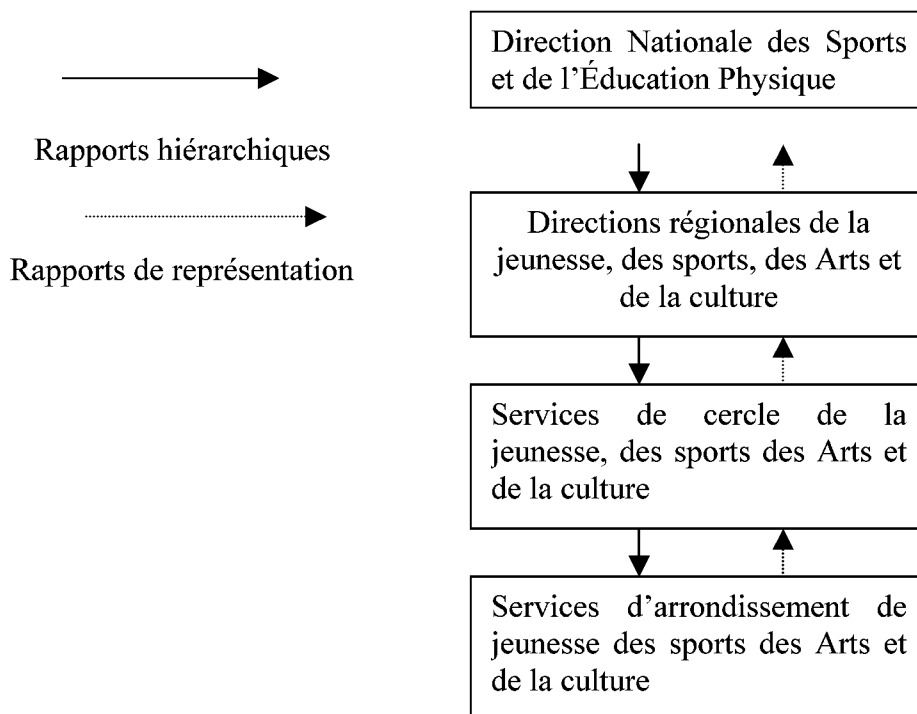 Direction Nationale des Sports
et de l'Éducation Physique
Rapports hiérarchiques
Directions régionales de la
jeunesse, des sports, des Arts et
de la culture
Rapports de représentation
Services de cercle de la
jeunesse, des sports des Arts et
de la culture
Services d'arrondissement de
jeunesse des sports des Arts et
de la culture